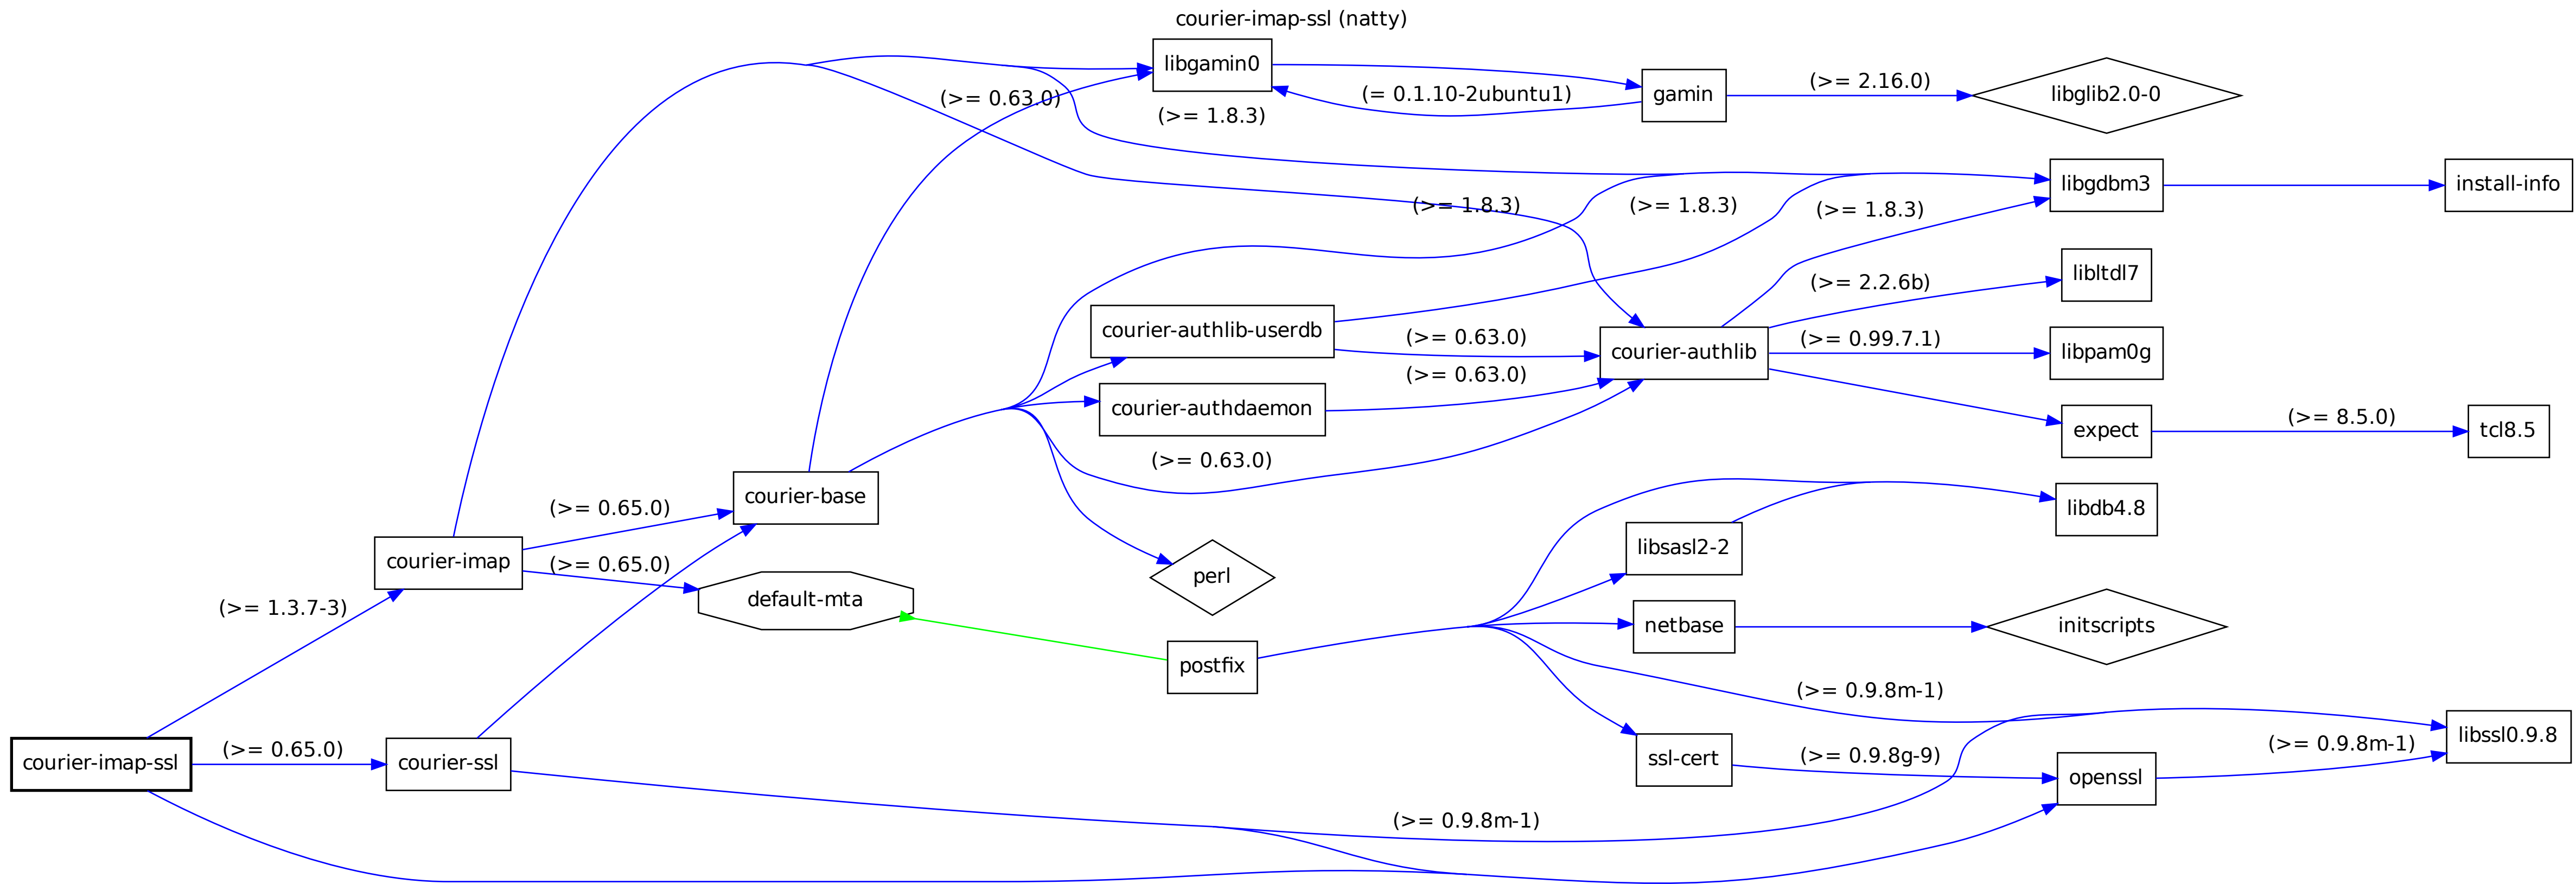 courier-imap-ssl (natty)
libgamin0
gamin
(>= 2.16.0)
libglib2.0-0
(= 0.1.10-2ubuntu1)
(>= 0.63.0)
(>= 1.8.3)
libgdbm3
install-info
(>= 1.8.3)
(>= 1.8.3)
(>= 1.8.3)
libltdl7
(>= 2.2.6b)
courier-authlib-userdb
(>= 0.63.0)
courier-authlib
(>= 0.99.7.1)
libpam0g
(>= 0.63.0)
courier-authdaemon
expect
(>= 8.5.0)
tcl8.5
(>= 0.63.0)
courier-base
(>= 0.65.0)
libdb4.8
courier-imap
(>= 0.65.0)
libsasl2-2
perl
(>= 1.3.7-3)
default-mta
netbase
initscripts
postfix
(>= 0.9.8m-1)
courier-imap-ssl
(>= 0.65.0)
courier-ssl
ssl-cert
(>= 0.9.8g-9)
openssl
(>= 0.9.8m-1)
libssl0.9.8
(>= 0.9.8m-1)